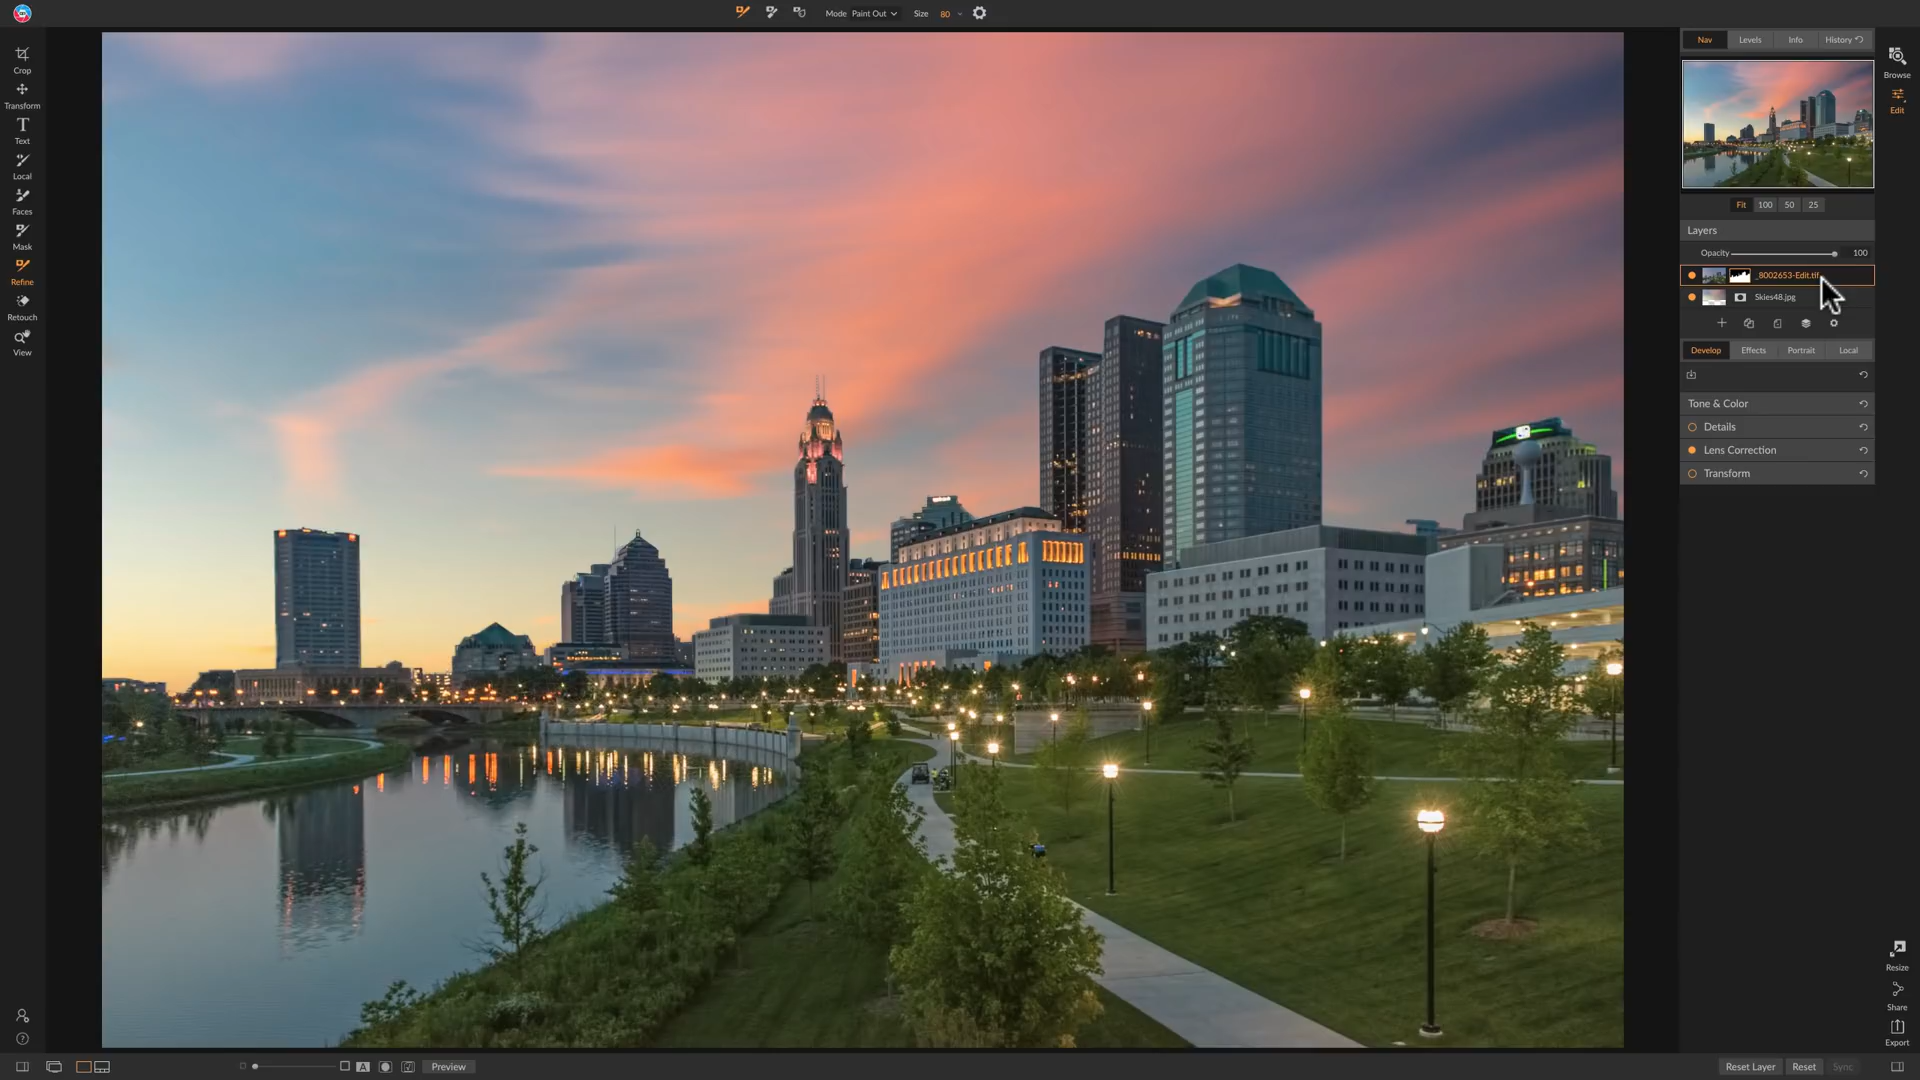 Mode Paint Out Size 80
Nav Levels Info History
Crop
Transform
Text
Local
Faces
Mask
Refine
Retouch
View
Browse
Edit
Fit 100 50 25
Layers
Opacity 100
_8002653-Edit.tif
Skies48.jpg
Develop Effects Portrait Local
Tone & Color
Details
Lens Correction
Transform
Resize
Share
Export
A Preview
Reset Layer Reset Sync